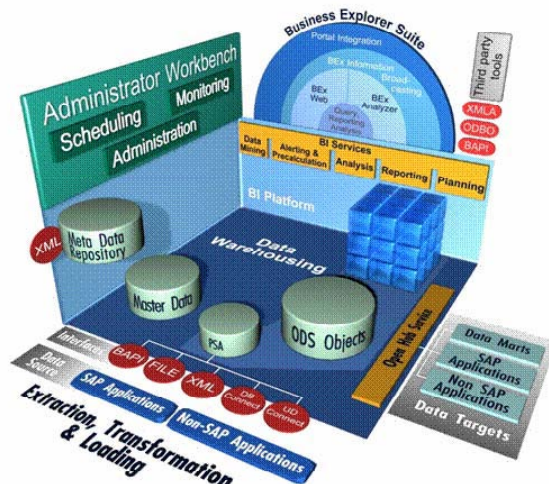 Business Explorer Suite
Portal Integration
BEx Information
Broad-
casting
BEx
Web
BEx
Analyzer
Query,
Reporting
Analysis
Third party
tools
XMLA
ODBO
BAPI
Administrator Workbench
Scheduling
Monitoring
Administration
BI Services
Data
Mining
Alerting &
Precalculation
Analysis
Reporting
Planning
BI Platform
Data
Warehousing
XML
Meta Data
Repository
Master Data
PSA
ODS Objects
Open Hub Service
Interfaces
BAPI
FILE
XML
DB
Connect
UD
Connect
Data
Source
SAP Applications
Non-SAP Applications
Extraction, Transformation
& Loading
Data Marts
SAP
Applications
Non SAP
Applications
Data Targets